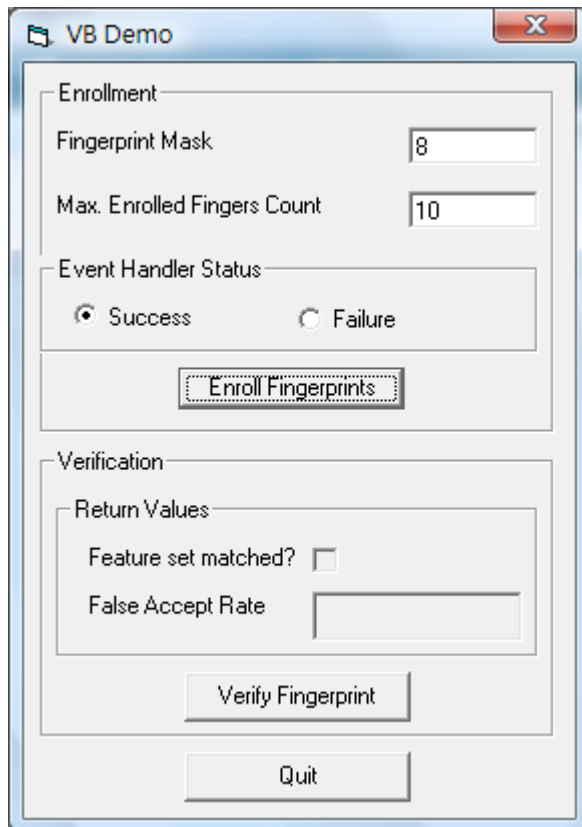 VB Demo
Enrollment
Fingerprint Mask 8
Max. Enrolled Fingers Count 10
Event Handler Status
Success Failure
Enroll Fingerprints
Verification
Return Values
Feature set matched?
False Accept Rate
Verify Fingerprint
Quit